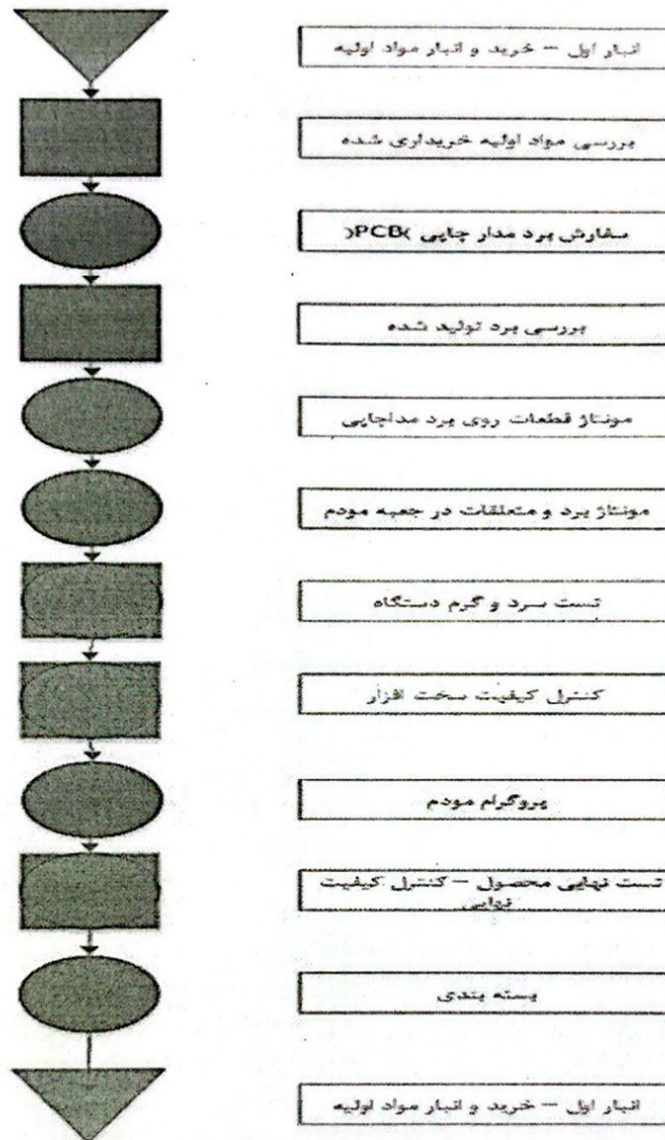 انبار اول – خرید و انبار مواد اولیه
بررسی مواد اولیه خریداری شده
سفارش برد مدار چاپی )PCB(
بررسی برد تولید شده
مونتاژ قطعات روی برد مداچاپی
مونتاژ برد و متعلقات در جعبه مودم
تست سرد و گرم دستگاه
کنترل کیفیت سخت افزار
پروگرام مودم
تست نهایی محصول – کنترل کیفیت
نهایی
بسته بندی
انبار اول – خرید و انبار مواد اولیه